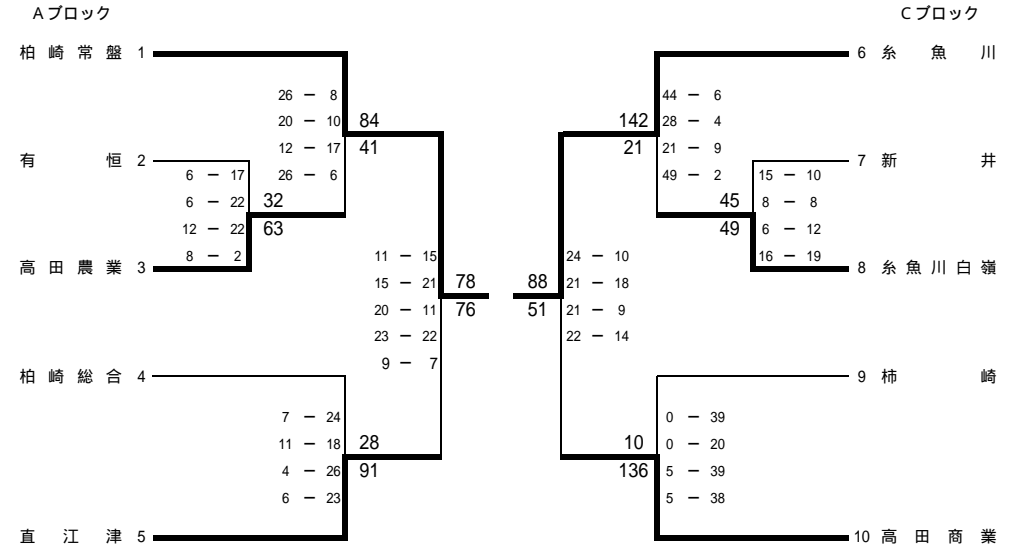 Aブロック
柏崎常盤 1
26 － 8
20 － 10
12 － 17
26 － 6
84
41
有恒 2
6 － 17
6 － 22
12 － 22
8 － 2
32
63
高田農業 3
11 － 15
15 － 21
20 － 11
23 － 22
9 － 7
78
76
柏崎総合 4
7 － 24
11 － 18
4 － 26
6 － 23
28
91
直江津 5
Cブロック
6 糸魚川
142
21
44 － 6
28 － 4
21 － 9
49 － 2
7 新井
45
49
15 － 10
8 － 8
6 － 12
16 － 19
8 糸魚川白嶺
88
51
24 － 10
21 － 18
21 － 9
22 － 14
9 柿崎
10
136
0 － 39
0 － 20
5 － 39
5 － 38
10 高田商業